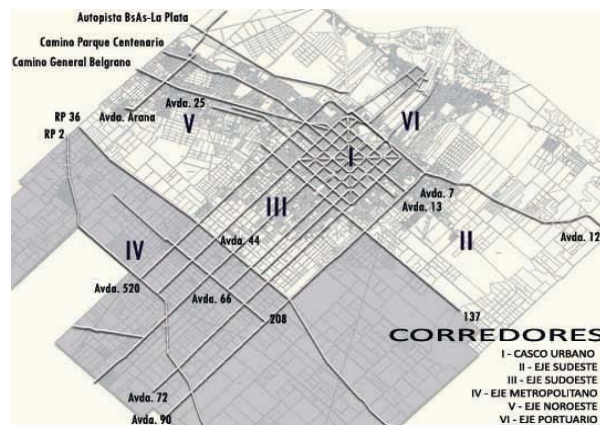 Autopista BsAs-La Plata
Camino Parque Centenario
Camino General Belgrano
Avda. 25
RP 36
Avda. Arana
V
VI
RP 2
I
Avda. 7
III
Avda. 13
Avda. 12
IV
Avda. 44
II
Avda. 520
Avda. 66
208
137
CORREDORES
I - CASCO URBANO
II - EJE SUDESTE
III - EJE SUDOESTE
Avda. 72
IV - EJE METROPOLITANO
V - EJE NOROESTE
Avda. 90
VI - EJE PORTUARIO